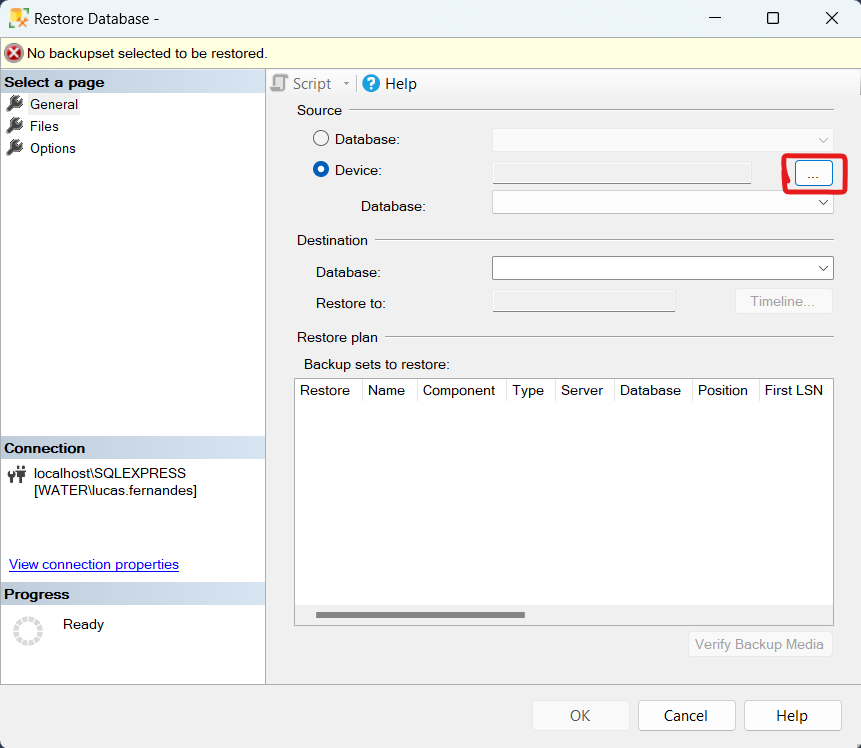 Restore Database -
No backupset selected to be restored.
Select a page
General
Files
Options
Script
Help
Source
Database:
Device:
...
Database:
Destination
Database:
Restore to:
Timeline...
Restore plan
Backup sets to restore:
Restore Name Component Type Server Database Position First LSN
Verify Backup Media
Connection
localhost\SQLEXPRESS
[WATER\lucas.fernandes]
View connection properties
Progress
Ready
OK Cancel Help